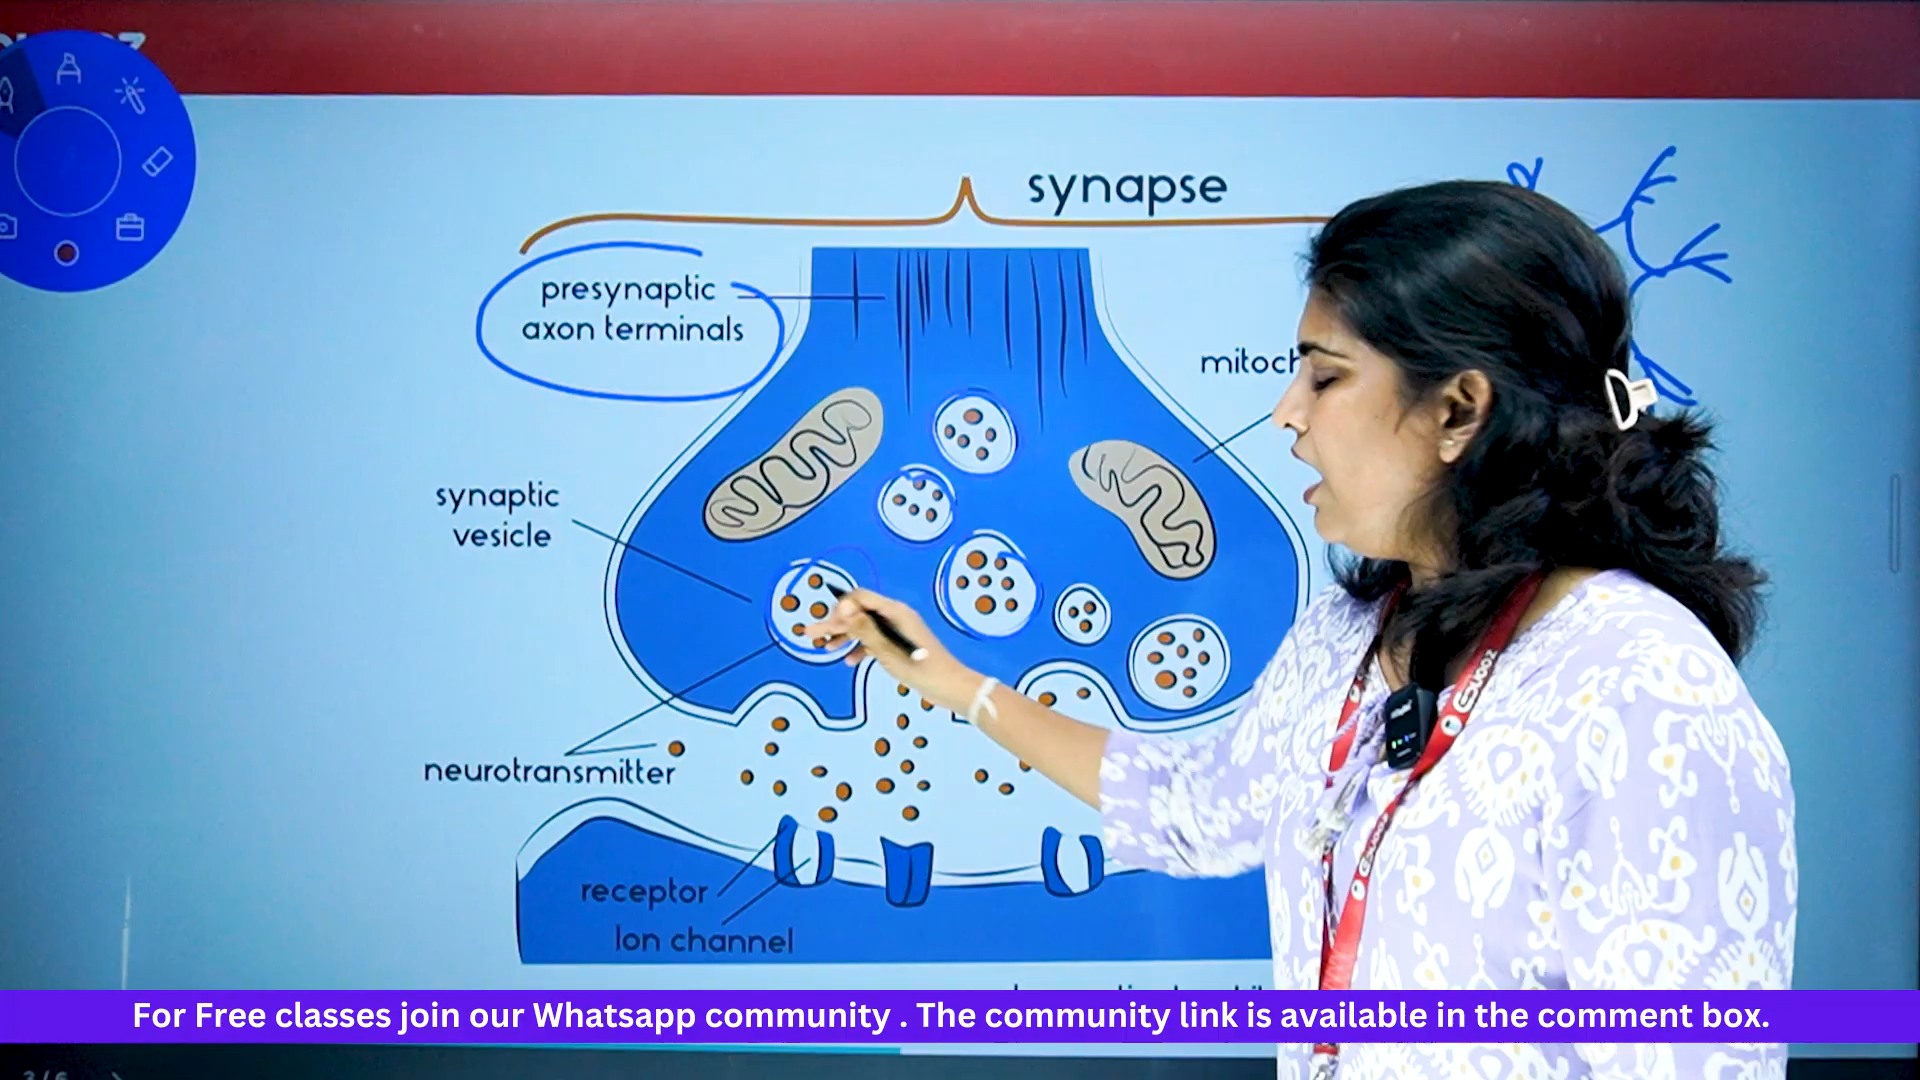 synapse
presynaptic
axon terminals
mitoch
synaptic
vesicle
neurotransmitter
receptor
Ion channel
For Free classes join our Whatsapp community . The community link is available in the comment box.